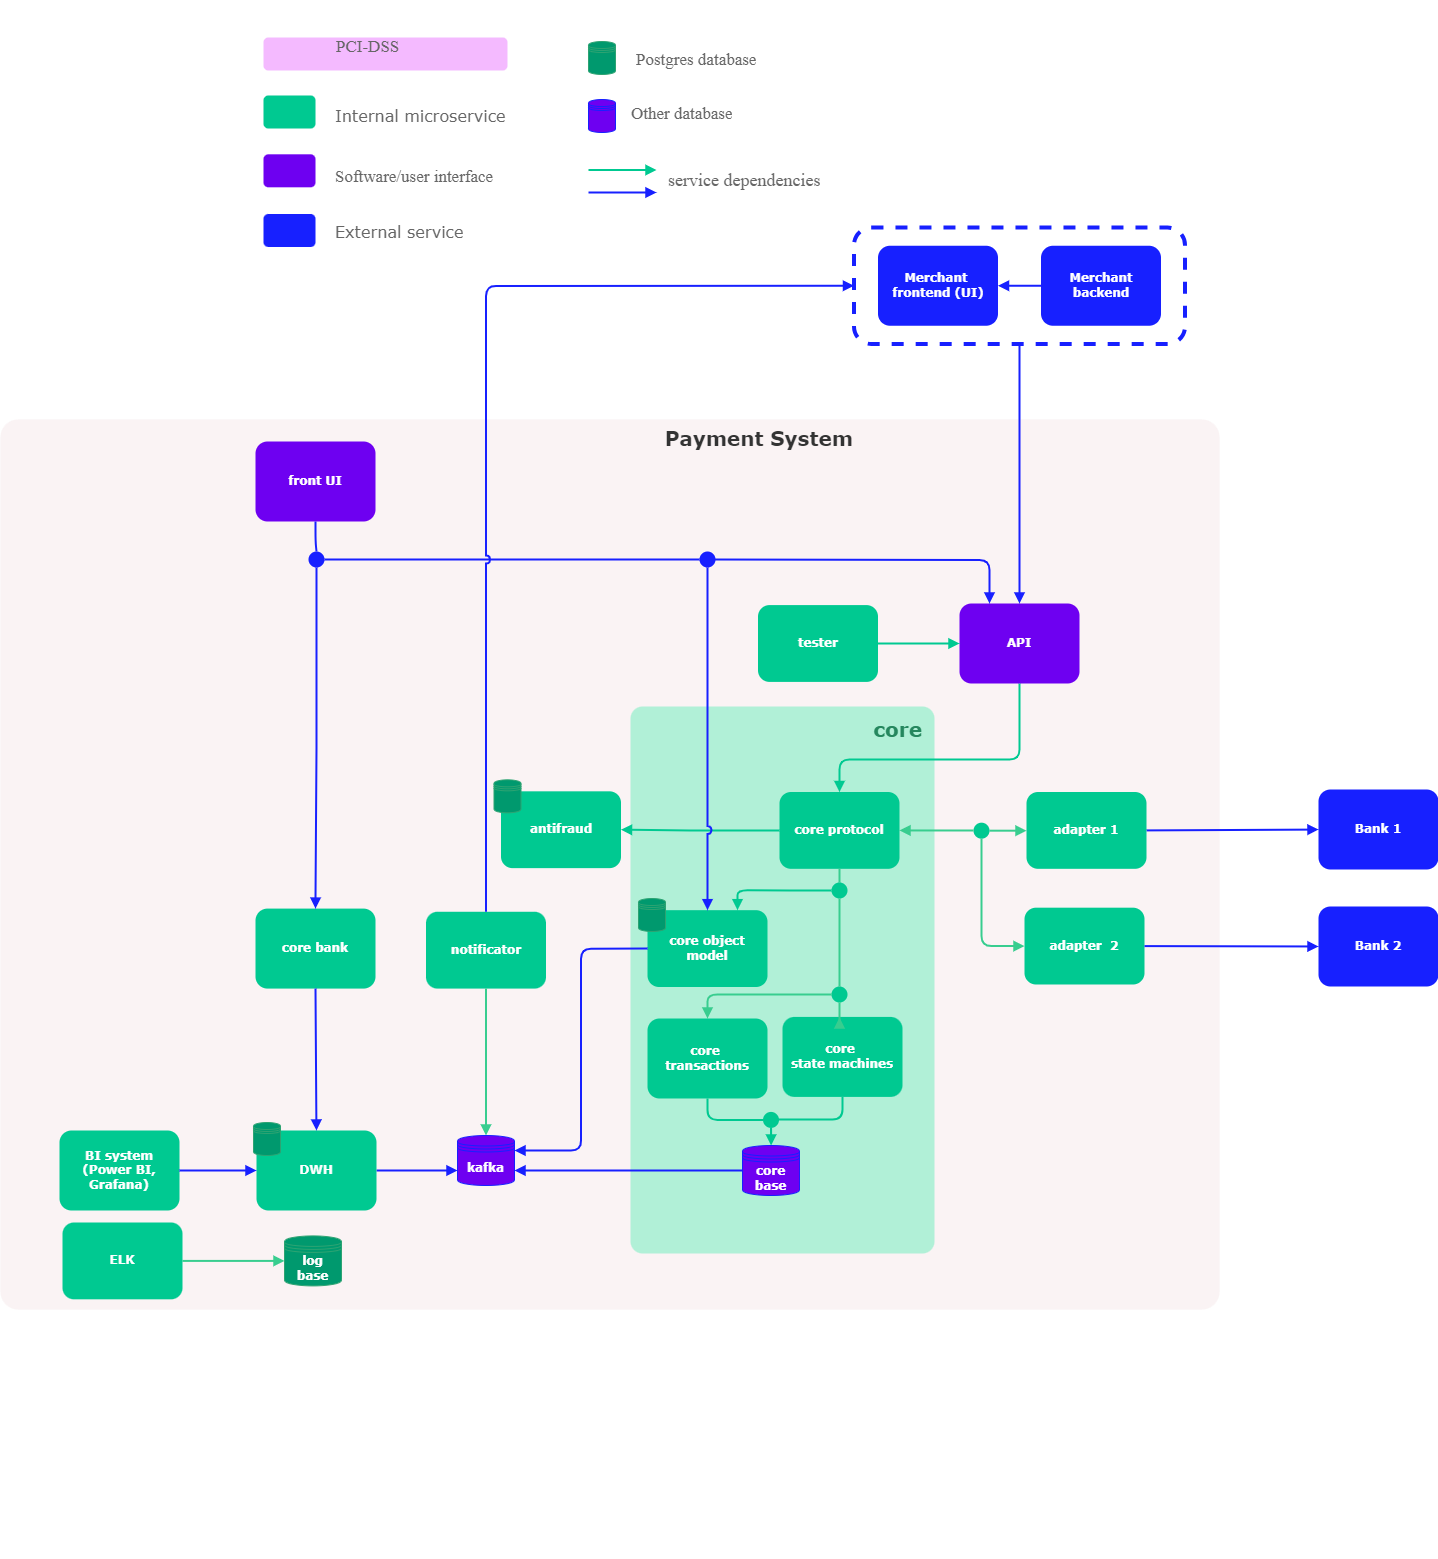 PCI-DSS
Postgres database
Internal microservice
Other database
Software/user interface
service dependencies
External service
Merchant
frontend (UI)
Merchant
backend
Payment System
front UI
tester
API
core
antifraud
core protocol
adapter 1
Bank 1
core bank
notificator
core object
model
adapter  2
Bank 2
core
transactions
core
state machines
BI system
(Power BI,
Grafana)
DWH
kafka
core
base
ELK
log
base